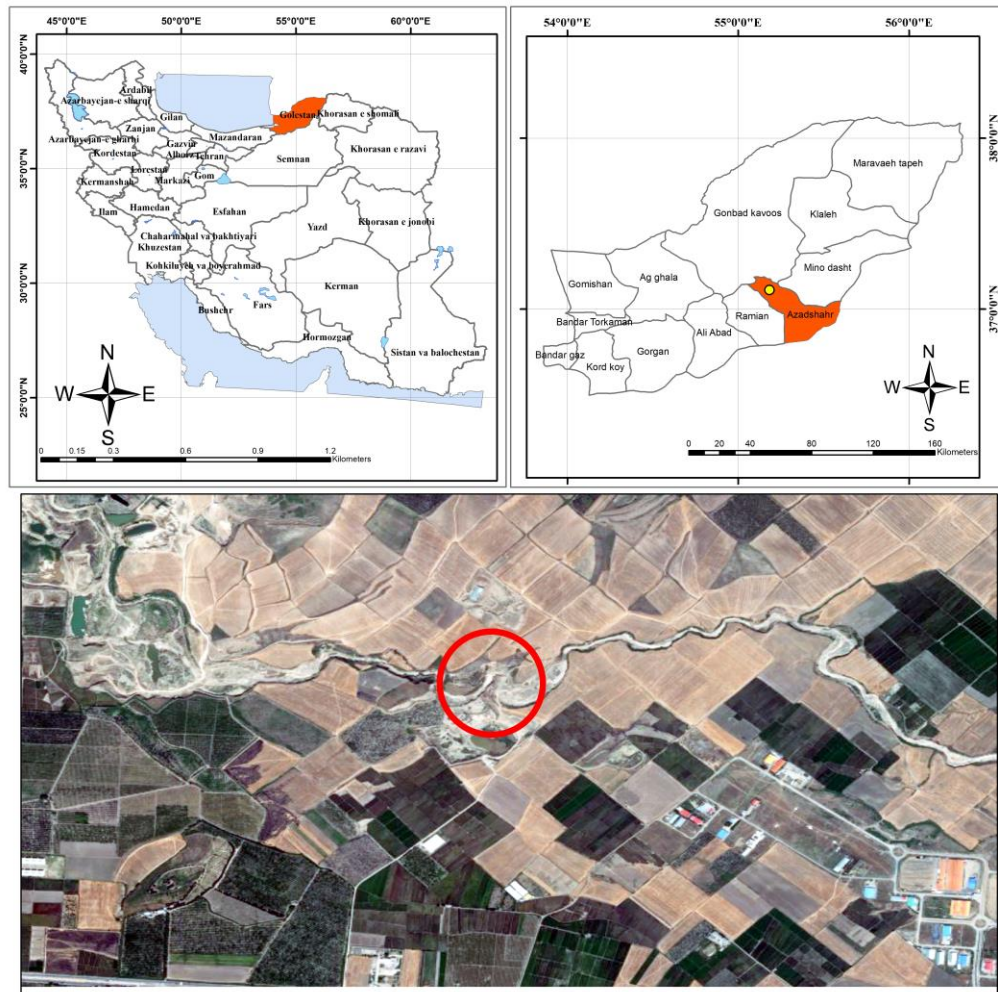 45°0'0"E 50°0'0"E 55°0'0"E 60°0'0"E
40°0'0"N
35°0'0"N
30°0'0"N
25°0'0"N
Ardabil
Azarbayejan-e sharqi
Gilan
Golestan
Khorasan e shomali
Zanjan
Mazandaran
Azarbayejan-e gharbi
Gazvin
Kordestan
Alborz
Tehran
Semnan
Khorasan e razavi
Lorestan
Kermanshah
Markazi
Gom
Ilam
Hamedan
Esfahan
Yazd
Khorasan e jonobi
Chaharmahal va bakhtiyari
Khuzestan
Kohkiluyeh va boyerahmad
Kerman
Fars
Bushehr
Hormozgan
Sistan va balochestan
N
W E
S
0 0.15 0.3 0.6 0.9 1.2
Kilometers
54°0'0"E 55°0'0"E 56°0'0"E
38°0'0"N
37°0'0"N
Maravaeh tapeh
Gonbad kavoos
Klaleh
Mino dasht
Gomishan
Ag ghala
Azadshahr
Ramian
Bandar Torkaman
Ali Abad
Bandar gaz
Gorgan
Kord koy
N
W E
S
0 20 40 80 120 160
Kilometers